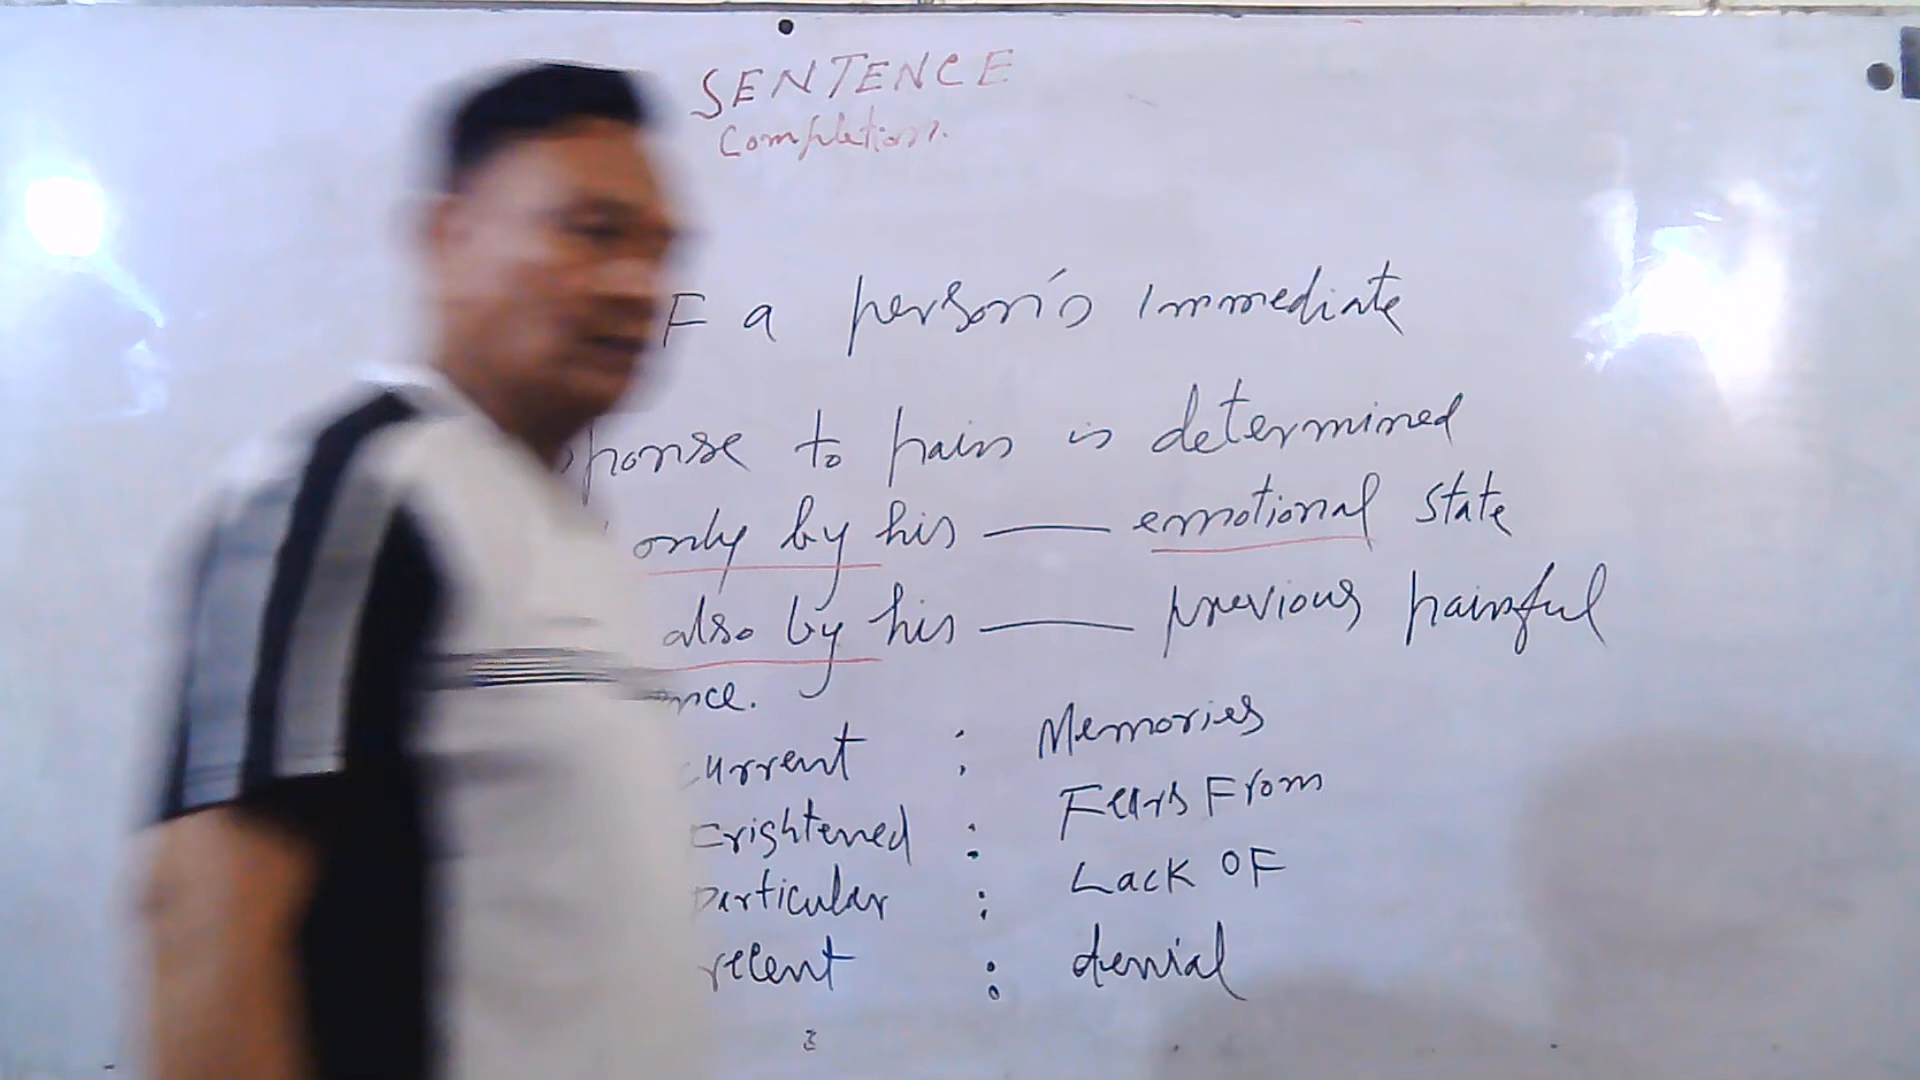 SENTENCE
Completion.
F a person's immediate
ponse to pain is determined
only by his —— emotional state
also by his —— previous painful
ence.
current : Memories
Frightened : Fears From
particular : Lack OF
recent : denial